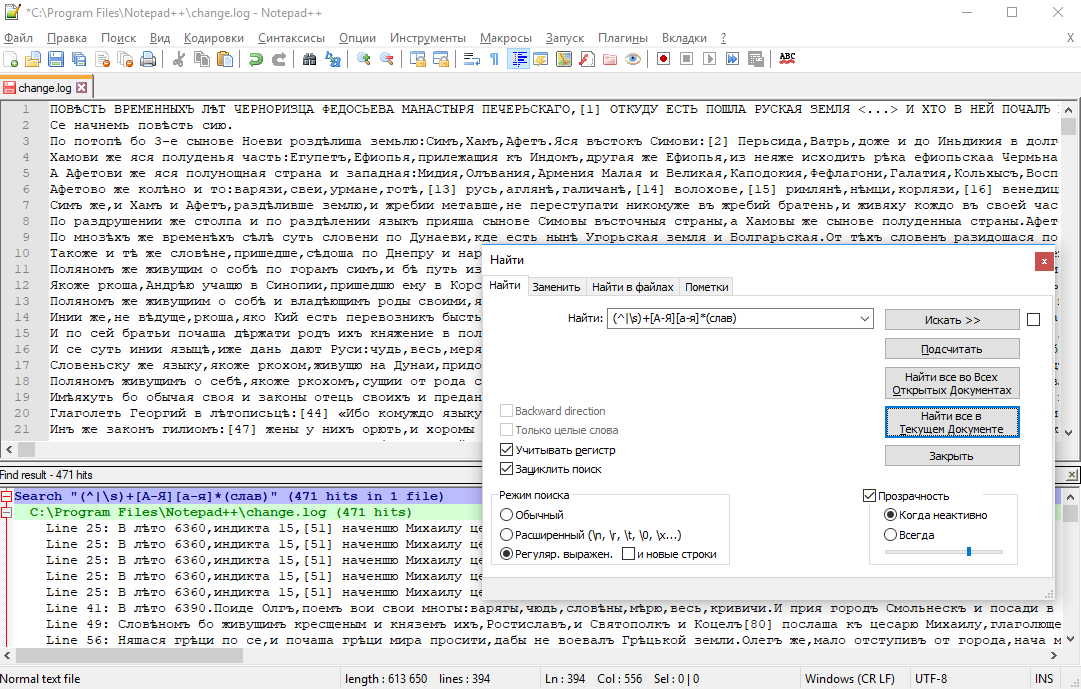 *C:\Program Files\Notepad++\change.log - Notepad++
Файл Правка Поиск Вид Кодировки Синтаксисы Опции Инструменты Макросы Запуск Плагины Вкладки ? X
change.log
1 ПОВѢСТЬ ВРЕМЕННЫХЪ ЛѢТ ЧЕРНОРИЗЦА ФЕДОСЬЕВА МАНАСТЫРЯ ПЕЧЕРЬСКАГО,[1] ОТКУДУ ЕСТЬ ПОШЛА РУСКАЯ ЗЕМЛЯ <...> И ХТО В НЕЙ ПОЧАЛЪ
2 Се начнемь повѣсть сию.
3 По потопѣ бо 3-е сынове Ноеви роздѣлиша земьлю:Симъ,Хамъ,Афетъ.Яся въстокъ Симови:[2] Перьсида,Ватрь,доже и до Иньдикия в долг
4 Хамови же яся полуденья часть:Егупетъ,Ефиопья,прилежащия къ Индомъ,другая же Ефиопья,из неяже исходить рѣка ефиопьскаа Чермьна
5 А Афетови же яся полунощная страна и западная:Мидия,Олъвания,Армения Малая и Великая,Каподокия,Фефлагони,Галатия,Кольхысъ,Восп
6 Афетово же колѣно и то:варязи,свеи,урмане,готѣ,[13] русь,аглянѣ,галичанѣ,[14] волохове,[15] римлянѣ,нѣмци,корлязи,[16] венедиц
7 Симъ же,и Хамъ и Афетъ,раздѣливше землю,и жребии метавше,не переступати никомуже въ жребий братень,и живяху кождо въ своей час
8 По раздрушении же столпа и по раздѣлении языкъ прияша сынове Симовы въсточныя страны,а Хамовы же сынове полуденныа страны.Афет
9 По мнозѣхъ же временѣхъ сѣлѣ суть словени по Дунаеви,кде есть нынѣ Угорьская земля и Болгарьская.От тѣхъ словенъ разидошася по
10 Такоже и тѣ же словѣне,пришедше,сѣдоша по Днепру и нар
11 Поляномъ же живущим о собѣ по горамъ симъ,и бѣ путь из
12 Якоже ркоша,Андрѣю учащю в Синопии,пришедшю ему в Корс
13 Поляномъ же живущиим о собѣ и владѣющимъ роды своими,я
14 Инии же,не вѣдуще,ркоша,яко Кий есть перевозникъ бысть
15 И по сей братьи почаша дѣржати родъ ихъ княжение в пол
16 И се суть инии языцѣ,иже дань дают Руси:чудь,весь,меря
17 Словеньску же языку,якоже ркохом,живущю на Дунаи,придо
18 Поляномъ живущимъ о себѣ,якоже ркохомъ,сущии от рода с
19 Имѣяхуть бо обычая своя и законы отець своихъ и предан
20 Глаголеть Георгий в лѣтописьцѣ:[44] «Ибо комуждо языку
21 Инъ же законъ гилиомъ:[47] жены у нихъ орють,и хоромы
Найти
Найти Заменить Найти в файлах Пометки
Найти: (^|\s)+[А-Я][а-я]*(слав)
Искать >>
Подсчитать
Найти все во Всех
Открытых Документах
Найти все в
Текущем Документе
Закрыть
Backward direction
Только целые слова
Учитывать регистр
Зациклить поиск
Режим поиска
Обычный
Расширенный (\n, \r, \t, \0, \x...)
Регуляр. выражен. и новые строки
Прозрачность
Когда неактивно
Всегда
Find result - 471 hits
Search "(^|\s)+[А-Я][а-я]*(слав)" (471 hits in 1 file)
C:\Program Files\Notepad++\change.log (471 hits)
Line 25: В лѣто 6360,индикта 15,[51] наченшю Михаилу це
Line 25: В лѣто 6360,индикта 15,[51] наченшю Михаилу це
Line 25: В лѣто 6360,индикта 15,[51] наченшю Михаилу це
Line 25: В лѣто 6360,индикта 15,[51] наченшю Михаилу це
Line 25: В лѣто 6360,индикта 15,[51] наченшю Михаилу це
Line 41: В лѣто 6390.Поиде Олгъ,поемъ вои свои многы:варягы,чюдь,словѣны,мѣрю,весь,кривичи.И прия городъ Смольнескъ и посади в
Line 49: Словѣномъ бо живущимъ крещеным и княземъ ихъ,Ростиславъ,и Святополкъ и Коцелъ[80] послаша къ цесарю Михаилу,глаголюще
Line 56: Няшася грѣци по се,и почаша грѣци мира просити,дабы не воевалъ Грѣцькой земли.Олегъ же,мало отступивъ от города,нача м
Normal text file length : 613 650 lines : 394 Ln : 394 Col : 556 Sel : 0 | 0 Windows (CR LF) UTF-8 INS